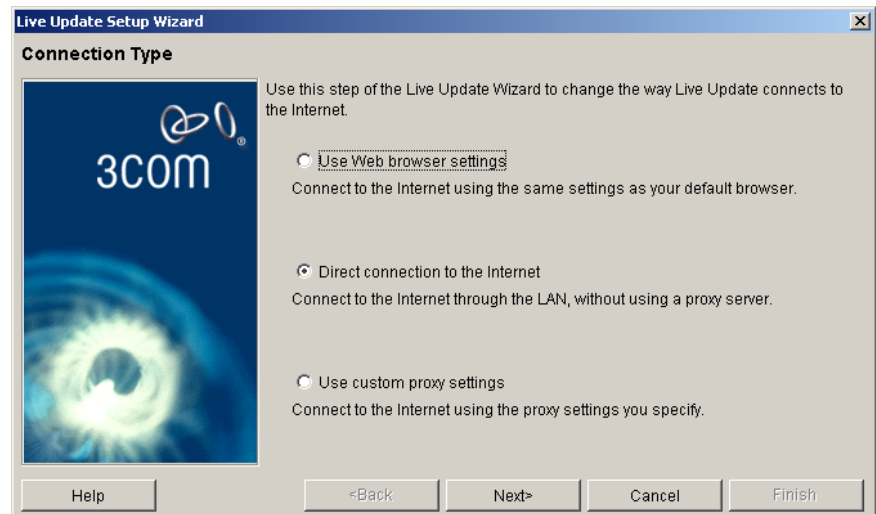 Live Update Setup Wizard
Connection Type
3COM
®
Use this step of the Live Update Wizard to change the way Live Update connects to
the Internet.
Use Web browser settings
Connect to the Internet using the same settings as your default browser.
Direct connection to the Internet
Connect to the Internet through the LAN, without using a proxy server.
Use custom proxy settings
Connect to the Internet using the proxy settings you specify.
Help
<Back
Next>
Cancel
Finish